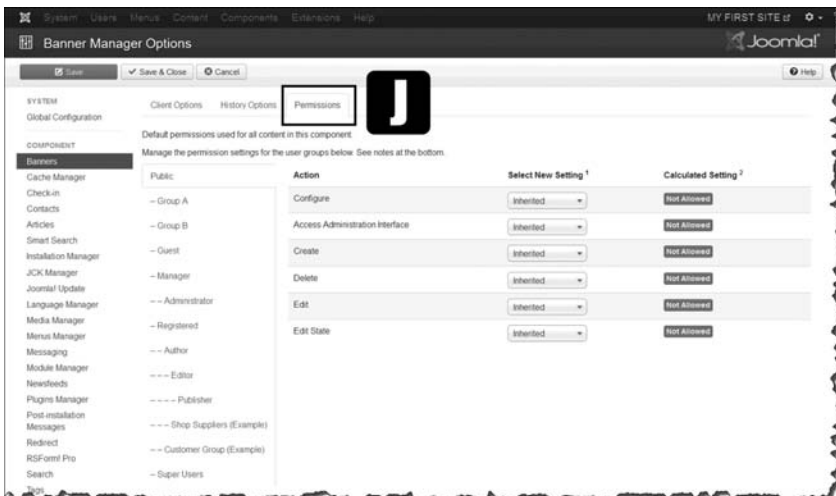 System Users Menus Content Components Extensions Help
MY FIRST SITE
Banner Manager Options
Joomla!
Save
Save & Close
Cancel
Help
SYSTEM
Global Configuration
COMPONENT
Banners
Cache Manager
Check-in
Contacts
Articles
Smart Search
Installation Manager
JCK Manager
Joomla! Update
Language Manager
Media Manager
Menus Manager
Messaging
Module Manager
Newsfeeds
Plugins Manager
Post-installation
Messages
Redirect
RSForm! Pro
Search
Tags
Client Options
History Options
Permissions
J
Default permissions used for all content in this component.
Manage the permission settings for the user groups below. See notes at the bottom.
Public
– Group A
– Group B
– Guest
– Manager
– – Administrator
– Registered
– – Author
– – – Editor
– – – – Publisher
– – – Shop Suppliers (Example)
– – Customer Group (Example)
– Super Users
Action Select New Setting 1 Calculated Setting 2
Configure Inherited Not Allowed
Access Administration Interface Inherited Not Allowed
Create Inherited Not Allowed
Delete Inherited Not Allowed
Edit Inherited Not Allowed
Edit State Inherited Not Allowed